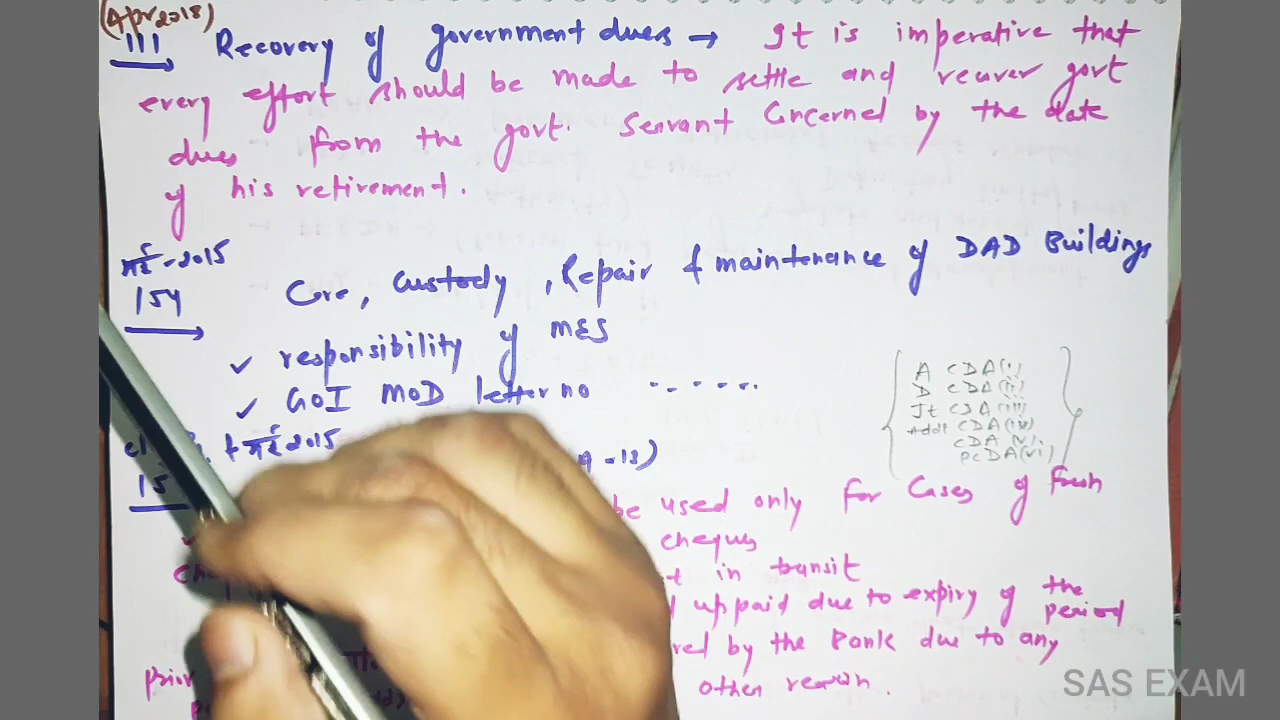 (Apr 2018)
111 Recovery of government dues → It is imperative that
every effort should be made to settle and recover govt
dues from the govt. servant concerned by the date
of his retirement.
2015
154 Care, custody, Repair & maintenance of DAD Buildings
✓ responsibility of MES
✓ GoI MoD letter no ......
A CDA(i)
D CDA(ii)
Jt CDA(iii)
Addl CDA(iv)
CDA (v)
PCDA(vi)
2015
15
be used only for Cases of fresh
cheques
in transit
unpaid due to expiry of the
period
by the Bank due to any
prior
other reason.
SAS EXAM